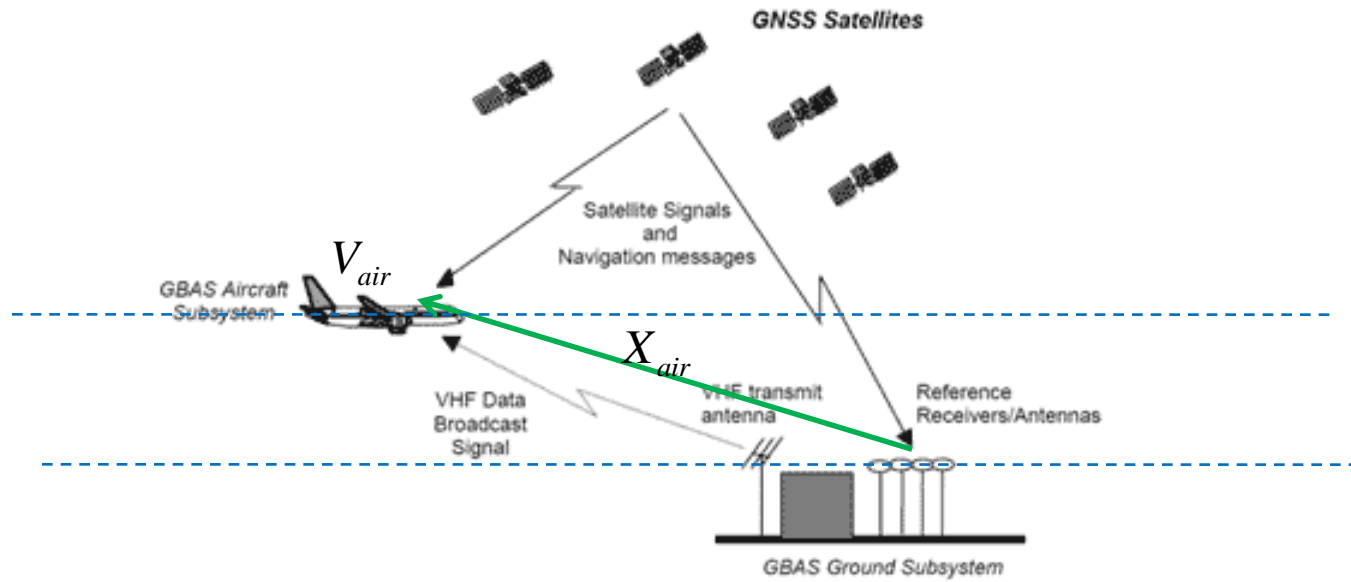 GNSS Satellites
Satellite Signals
and
Navigation messages
V air
GBAS Aircraft
Subsystem
X air
VHF Data
Broadcast
Signal
VHF transmit
antenna
Reference
Receivers/Antennas
GBAS Ground Subsystem